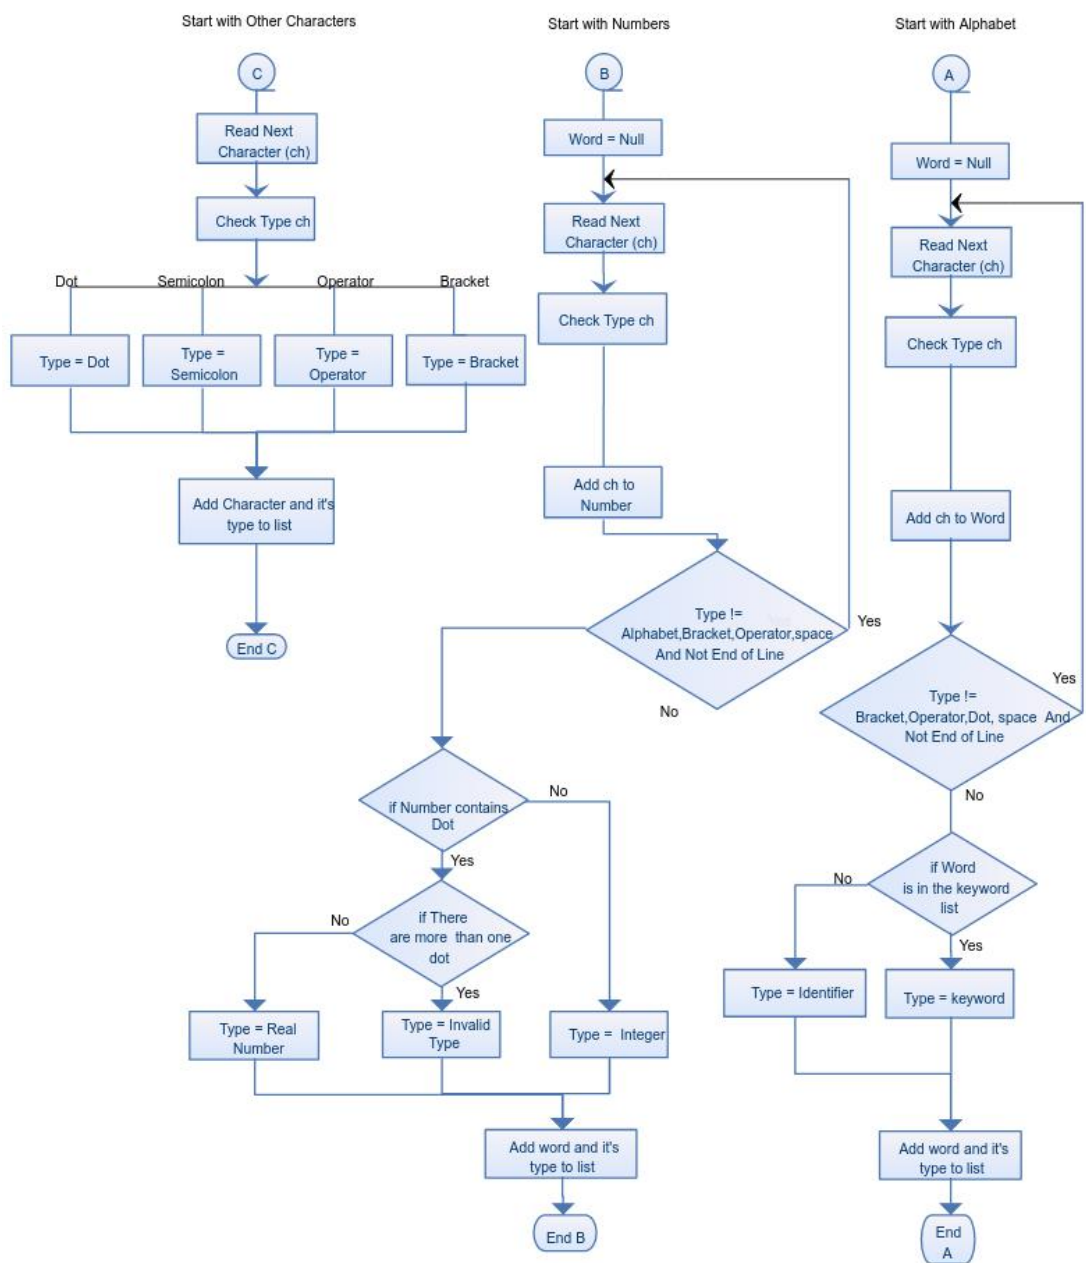 Start with Other Characters
C
Read Next
Character (ch)
Check Type ch
Dot
Semicolon
Operator
Bracket
Type = Dot
Type =
Semicolon
Type =
Operator
Type = Bracket
Add Character and it's
type to list
End C
Start with Numbers
B
Word = Null
Read Next
Character (ch)
Check Type ch
Add ch to
Number
Type !=
Alphabet,Bracket,Operator,space
And Not End of Line
Yes
No
if Number contains
Dot
No
Yes
if There
are more than one
dot
No
Yes
Type = Real
Number
Type = Invalid
Type
Type = Integer
Add word and it's
type to list
End B
Start with Alphabet
A
Word = Null
Read Next
Character (ch)
Check Type ch
Add ch to Word
Type !=
Bracket,Operator,Dot, space And
Not End of Line
Yes
No
if Word
is in the keyword
list
No
Yes
Type = Identifier
Type = keyword
Add word and it's
type to list
End
A